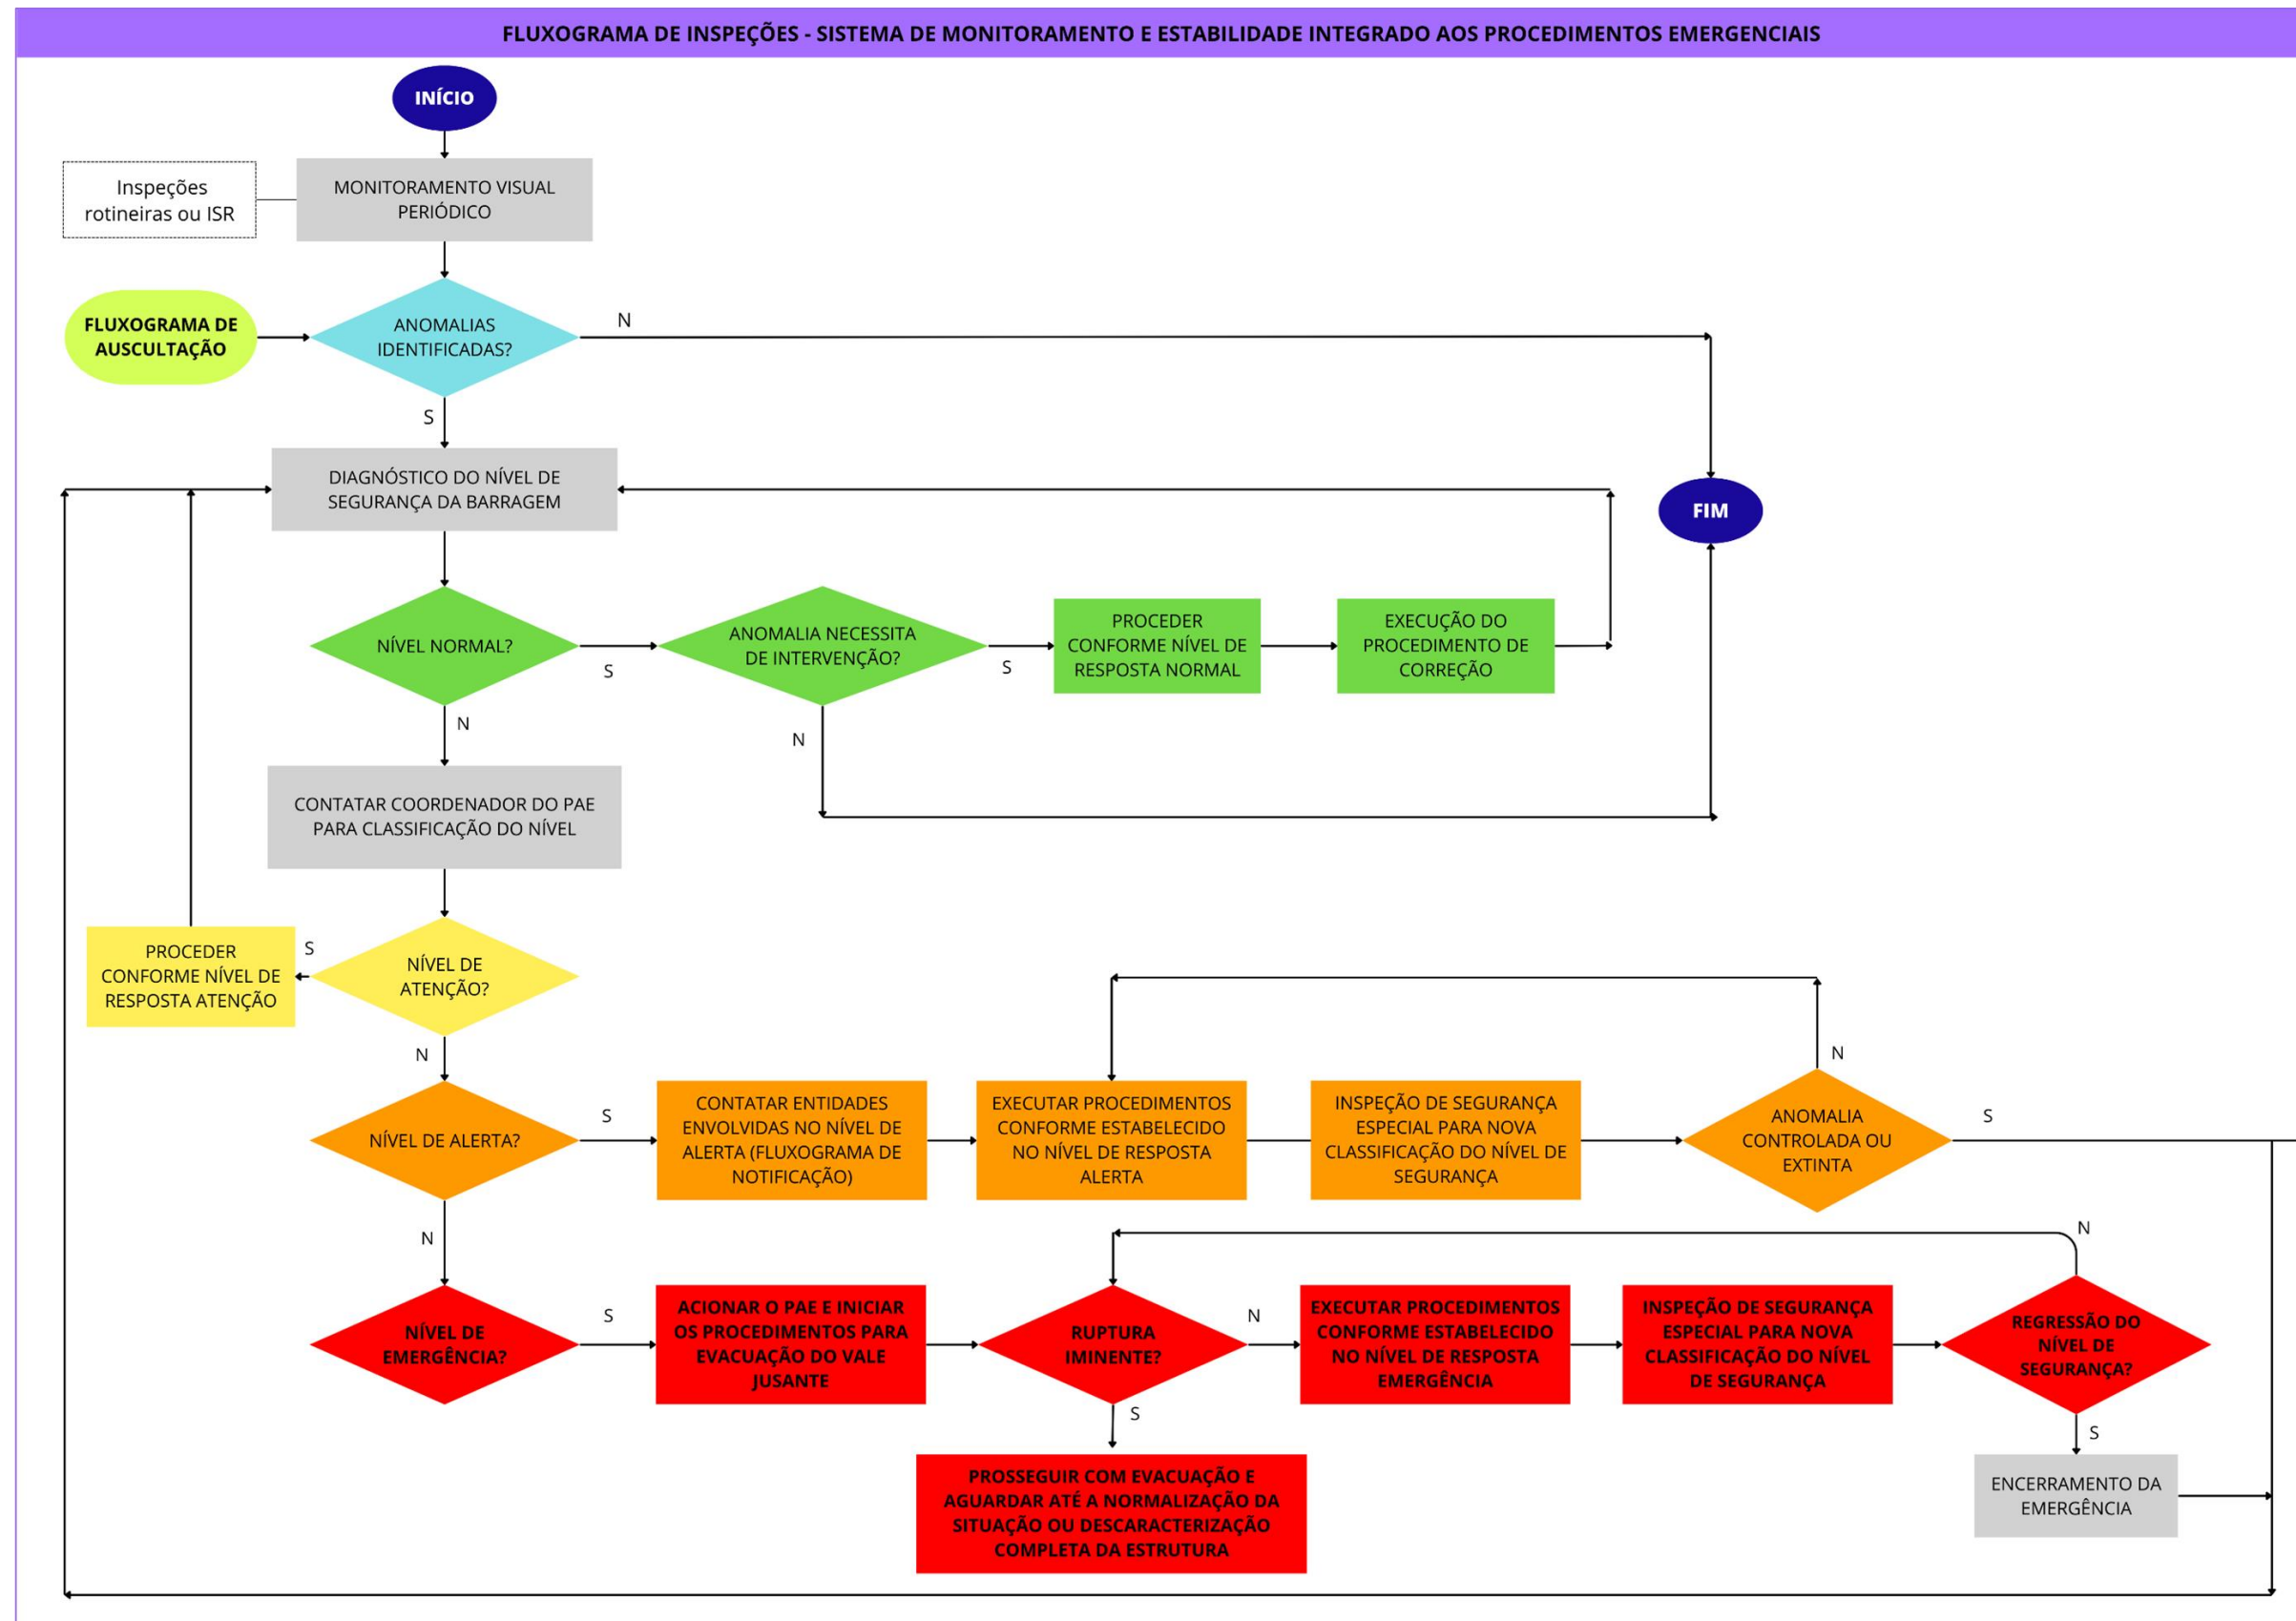 FLUXOGRAMA DE INSPEÇÕES - SISTEMA DE MONITORAMENTO E ESTABILIDADE INTEGRADO AOS PROCEDIMENTOS EMERGENCIAIS
INÍCIO
Inspeções
rotineiras ou ISR
MONITORAMENTO VISUAL
PERIÓDICO
FLUXOGRAMA DE
AUSCULTAÇÃO
ANOMALIAS
IDENTIFICADAS?
N
S
DIAGNÓSTICO DO NÍVEL DE
SEGURANÇA DA BARRAGEM
FIM
NÍVEL NORMAL?
S
ANOMALIA NECESSITA
DE INTERVENÇÃO?
S
PROCEDER
CONFORME NÍVEL DE
RESPOSTA NORMAL
EXECUÇÃO DO
PROCEDIMENTO DE
CORREÇÃO
N
N
CONTATAR COORDENADOR DO PAE
PARA CLASSIFICAÇÃO DO NÍVEL
PROCEDER
CONFORME NÍVEL DE
RESPOSTA ATENÇÃO
S
NÍVEL DE
ATENÇÃO?
N
N
NÍVEL DE ALERTA?
S
CONTATAR ENTIDADES
ENVOLVIDAS NO NÍVEL DE
ALERTA (FLUXOGRAMA DE
NOTIFICAÇÃO)
EXECUTAR PROCEDIMENTOS
CONFORME ESTABELECIDO
NO NÍVEL DE RESPOSTA
ALERTA
INSPEÇÃO DE SEGURANÇA
ESPECIAL PARA NOVA
CLASSIFICAÇÃO DO NÍVEL DE
SEGURANÇA
ANOMALIA
CONTROLADA OU
EXTINTA
S
N
N
NÍVEL DE
EMERGÊNCIA?
S
ACIONAR O PAE E INICIAR
OS PROCEDIMENTOS PARA
EVACUAÇÃO DO VALE
JUSANTE
RUPTURA
IMINENTE?
N
EXECUTAR PROCEDIMENTOS
CONFORME ESTABELECIDO
NO NÍVEL DE RESPOSTA
EMERGÊNCIA
INSPEÇÃO DE SEGURANÇA
ESPECIAL PARA NOVA
CLASSIFICAÇÃO DO NÍVEL
DE SEGURANÇA
REGRESSÃO DO
NÍVEL DE
SEGURANÇA?
S
S
PROSSEGUIR COM EVACUAÇÃO E
AGUARDAR ATÉ A NORMALIZAÇÃO DA
SITUAÇÃO OU DESCARACTERIZAÇÃO
COMPLETA DA ESTRUTURA
ENCERRAMENTO DA
EMERGÊNCIA